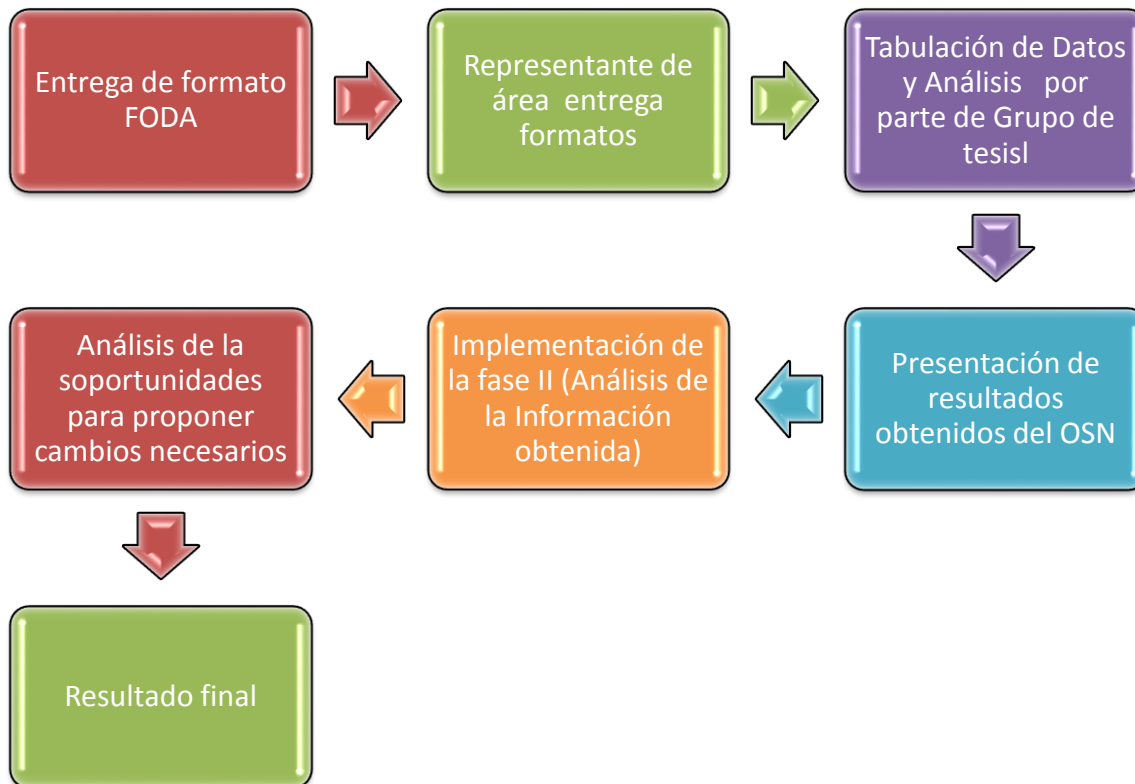 Entrega de formato
FODA
Representante de
área entrega
formatos
Tabulación de Datos
y Análisis por
parte de Grupo de
tesisl
Presentación de
resultados
obtenidos del OSN
Implementación de
la fase II (Análisis de
la Información
obtenida)
Análisis de la
soportunidades
para proponer
cambios necesarios
Resultado final